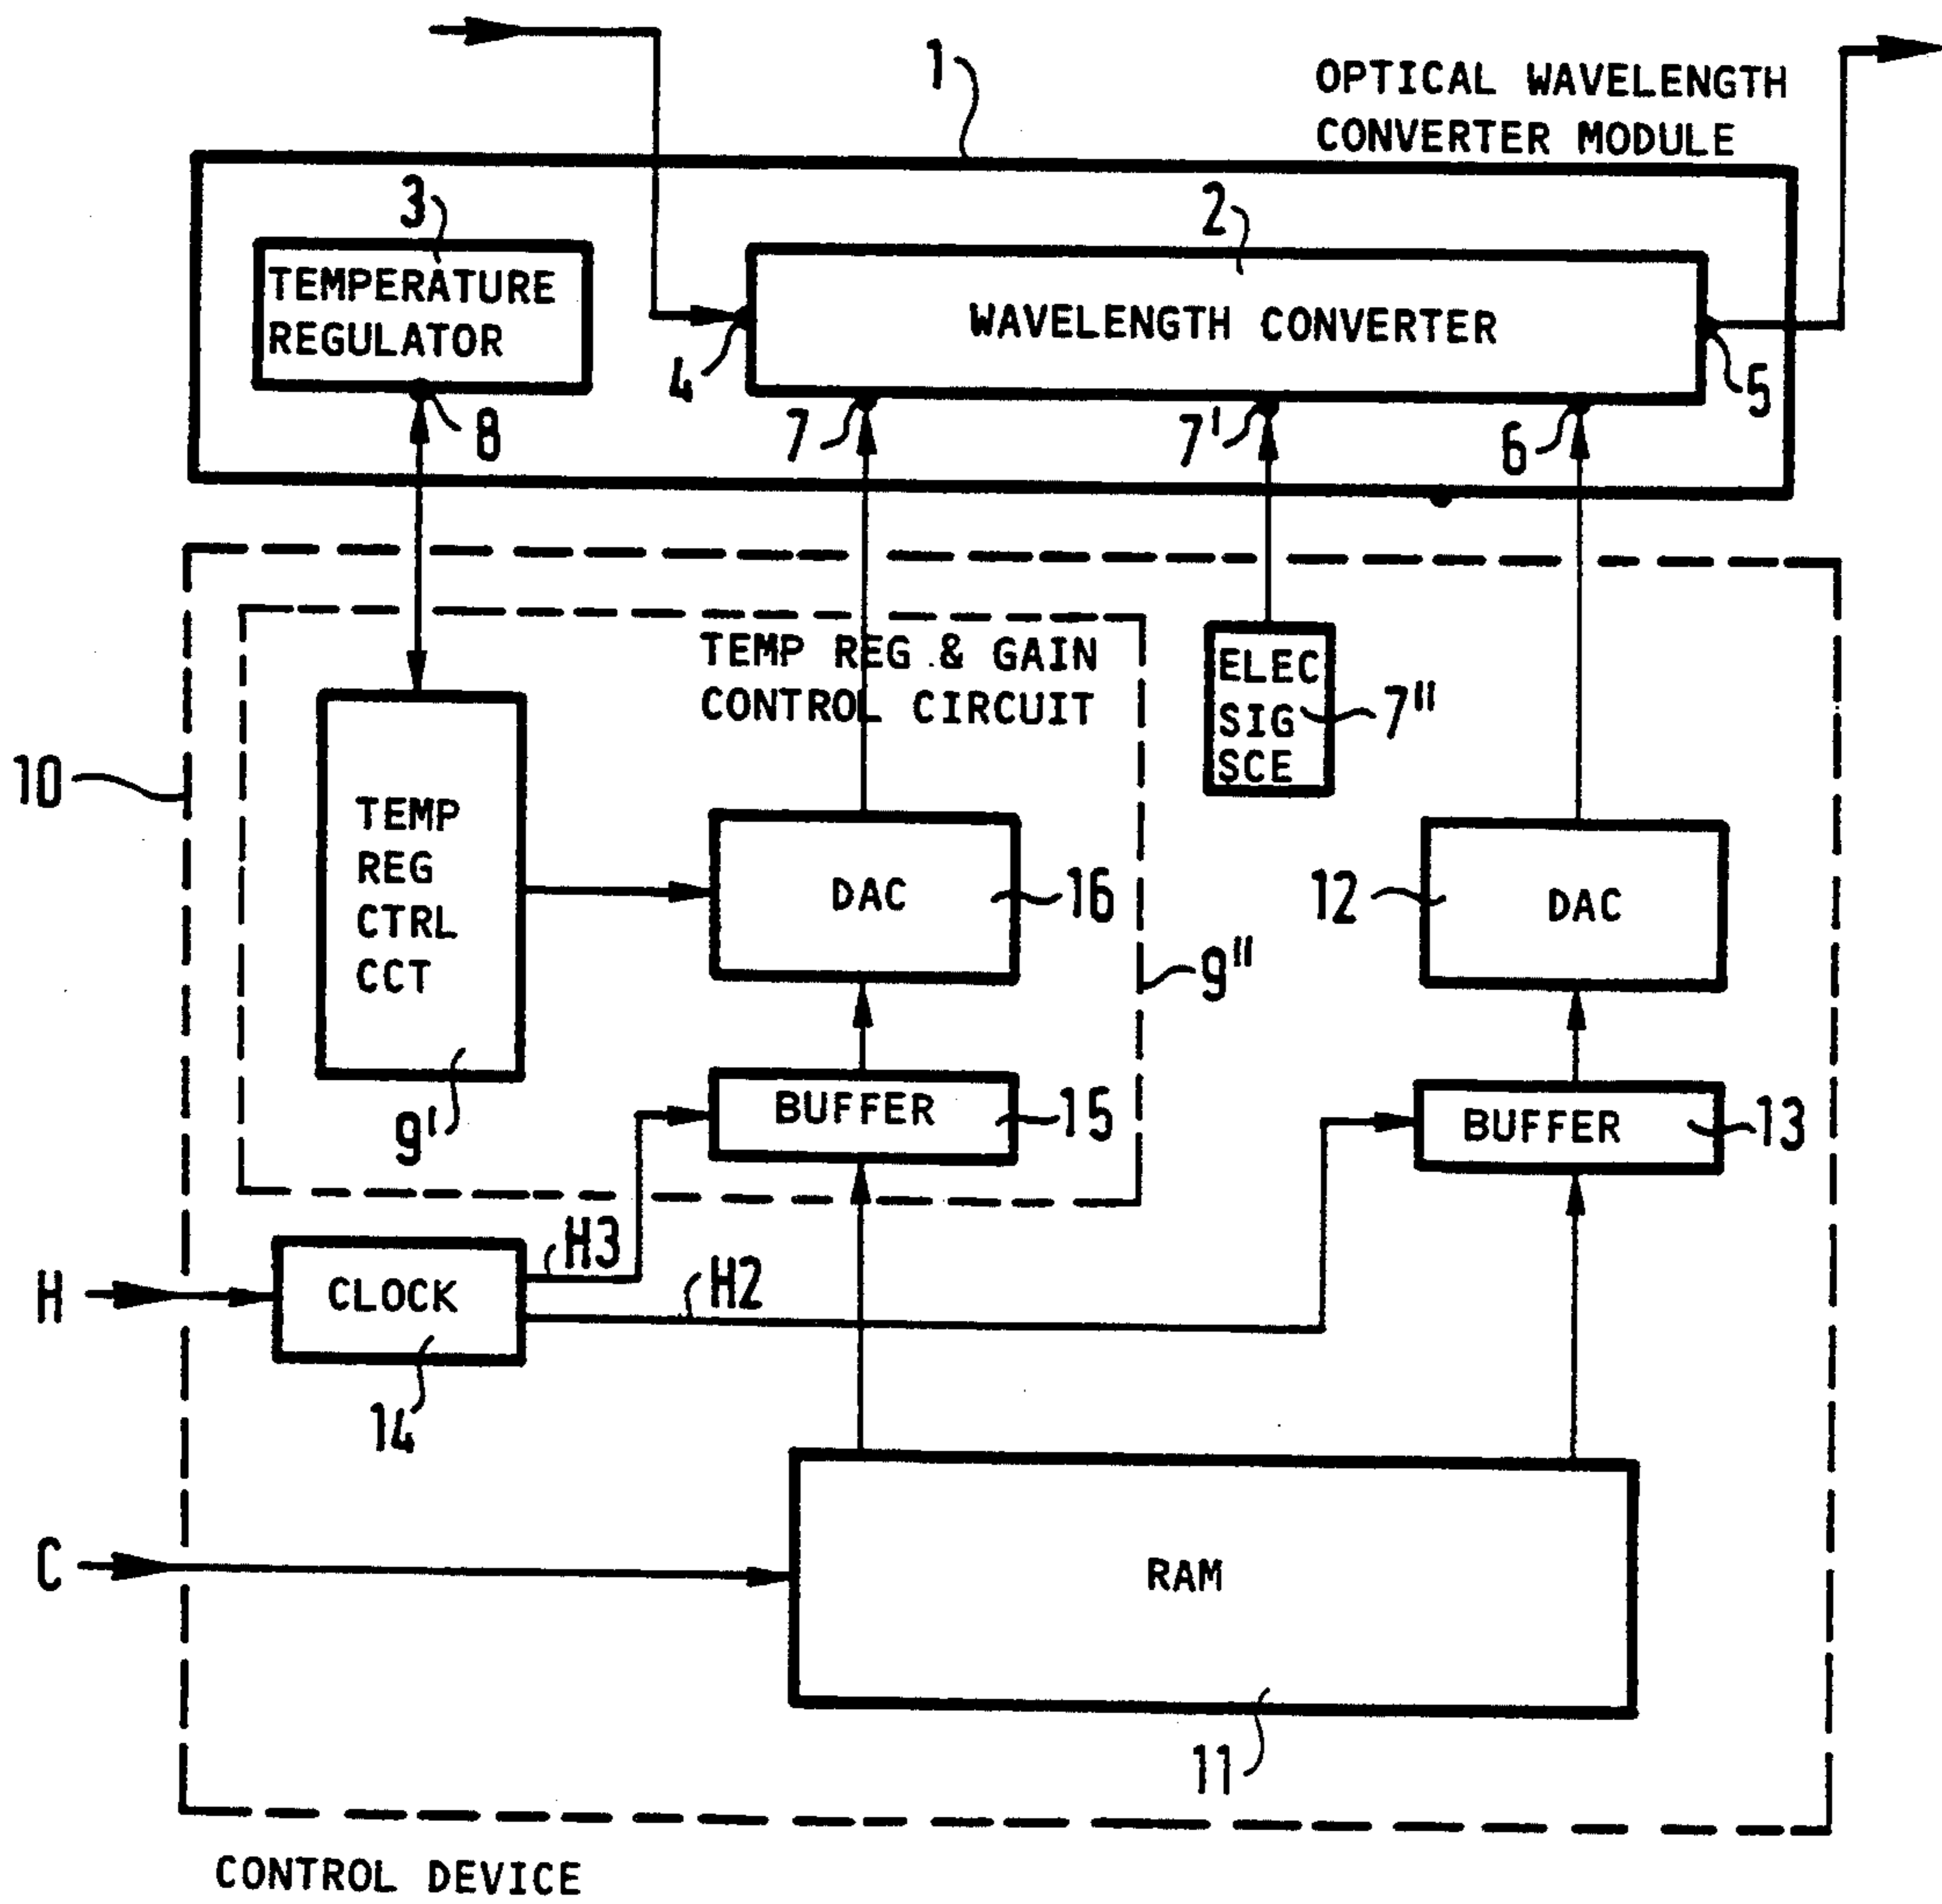 1
OPTICAL WAVELENGTH
CONVERTER MODULE
3
2
TEMPERATURE
REGULATOR
WAVELENGTH CONVERTER
4
5
8
7
7'
6
TEMP REG & GAIN
CONTROL CIRCUIT
ELEC
SIG
SCE
7"
10
TEMP
REG
CTRL
CCT
DAC
16
12
DAC
9"
9'
BUFFER
15
BUFFER
13
H
CLOCK
H3
H2
14
C
RAM
11
CONTROL DEVICE